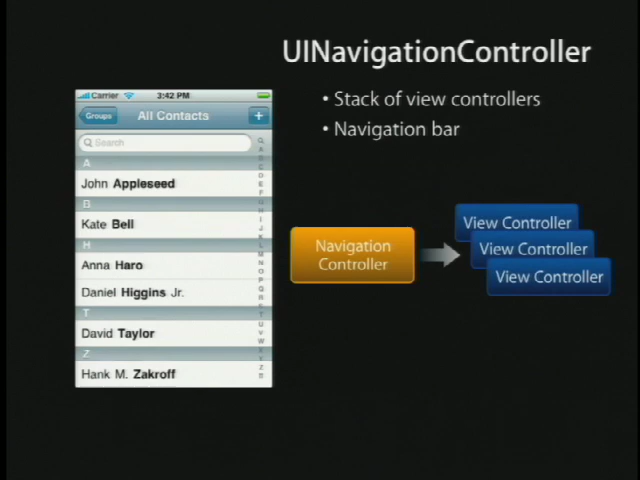 UINavigationController
• Stack of view controllers
• Navigation bar
Carrier 3:42 PM
Groups All Contacts +
Search
A
John Appleseed
B
Kate Bell
H
Anna Haro
Daniel Higgins Jr.
T
David Taylor
Z
Hank M. Zakroff
Navigation
Controller
View Controller
View Controller
View Controller